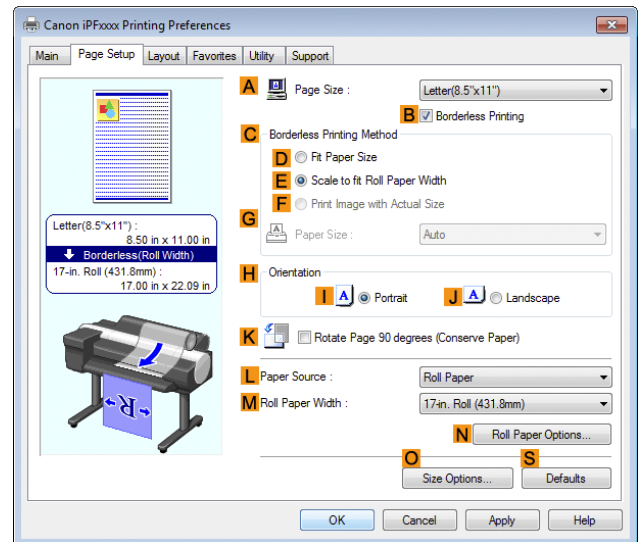 Canon iPFxxxx Printing Preferences
Main Page Setup Layout Favorites Utility Support
A Page Size : Letter(8.5"x11")
B Borderless Printing
C Borderless Printing Method
D Fit Paper Size
E Scale to fit Roll Paper Width
F Print Image with Actual Size
G Paper Size : Auto
Letter(8.5"x11") :
8.50 in x 11.00 in
Borderless(Roll Width)
17-in. Roll (431.8mm) :
17.00 in x 22.09 in
H Orientation
I A Portrait J A Landscape
K Rotate Page 90 degrees (Conserve Paper)
L Paper Source : Roll Paper
M Roll Paper Width : 17-in. Roll (431.8mm)
R
N Roll Paper Options...
O Size Options... S Defaults
OK Cancel Apply Help